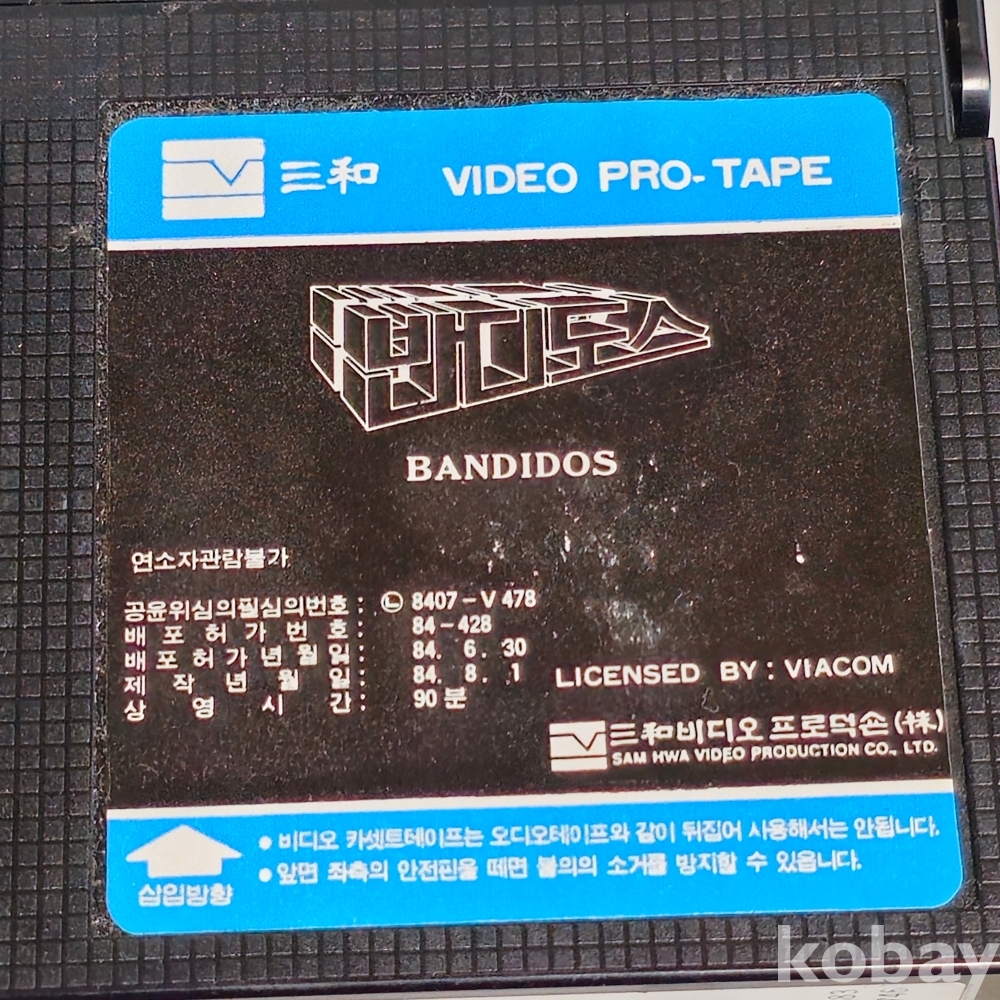 三和 VIDEO PRO-TAPE
반디도스
BANDIDOS
연소자관람불가
공윤위심의필심의번호 : Ⓛ 8407-V 478
배포허가번호 : 84-428
배포허가년월일 : 84. 6. 30
제작년월일 : 84. 8. 1
상영시간 : 90분
LICENSED BY : VIACOM
三和비디오프로덕숀(株)
SAM HWA VIDEO PRODUCTION CO., LTD.
삽입방향
• 비디오 카셋트테이프는 오디오테이프와 같이 뒤집어 사용해서는 안됩니다.
• 앞면 좌측의 안전핀을 떼면 불의의 소거를 방지할 수 있읍니다.
kobay